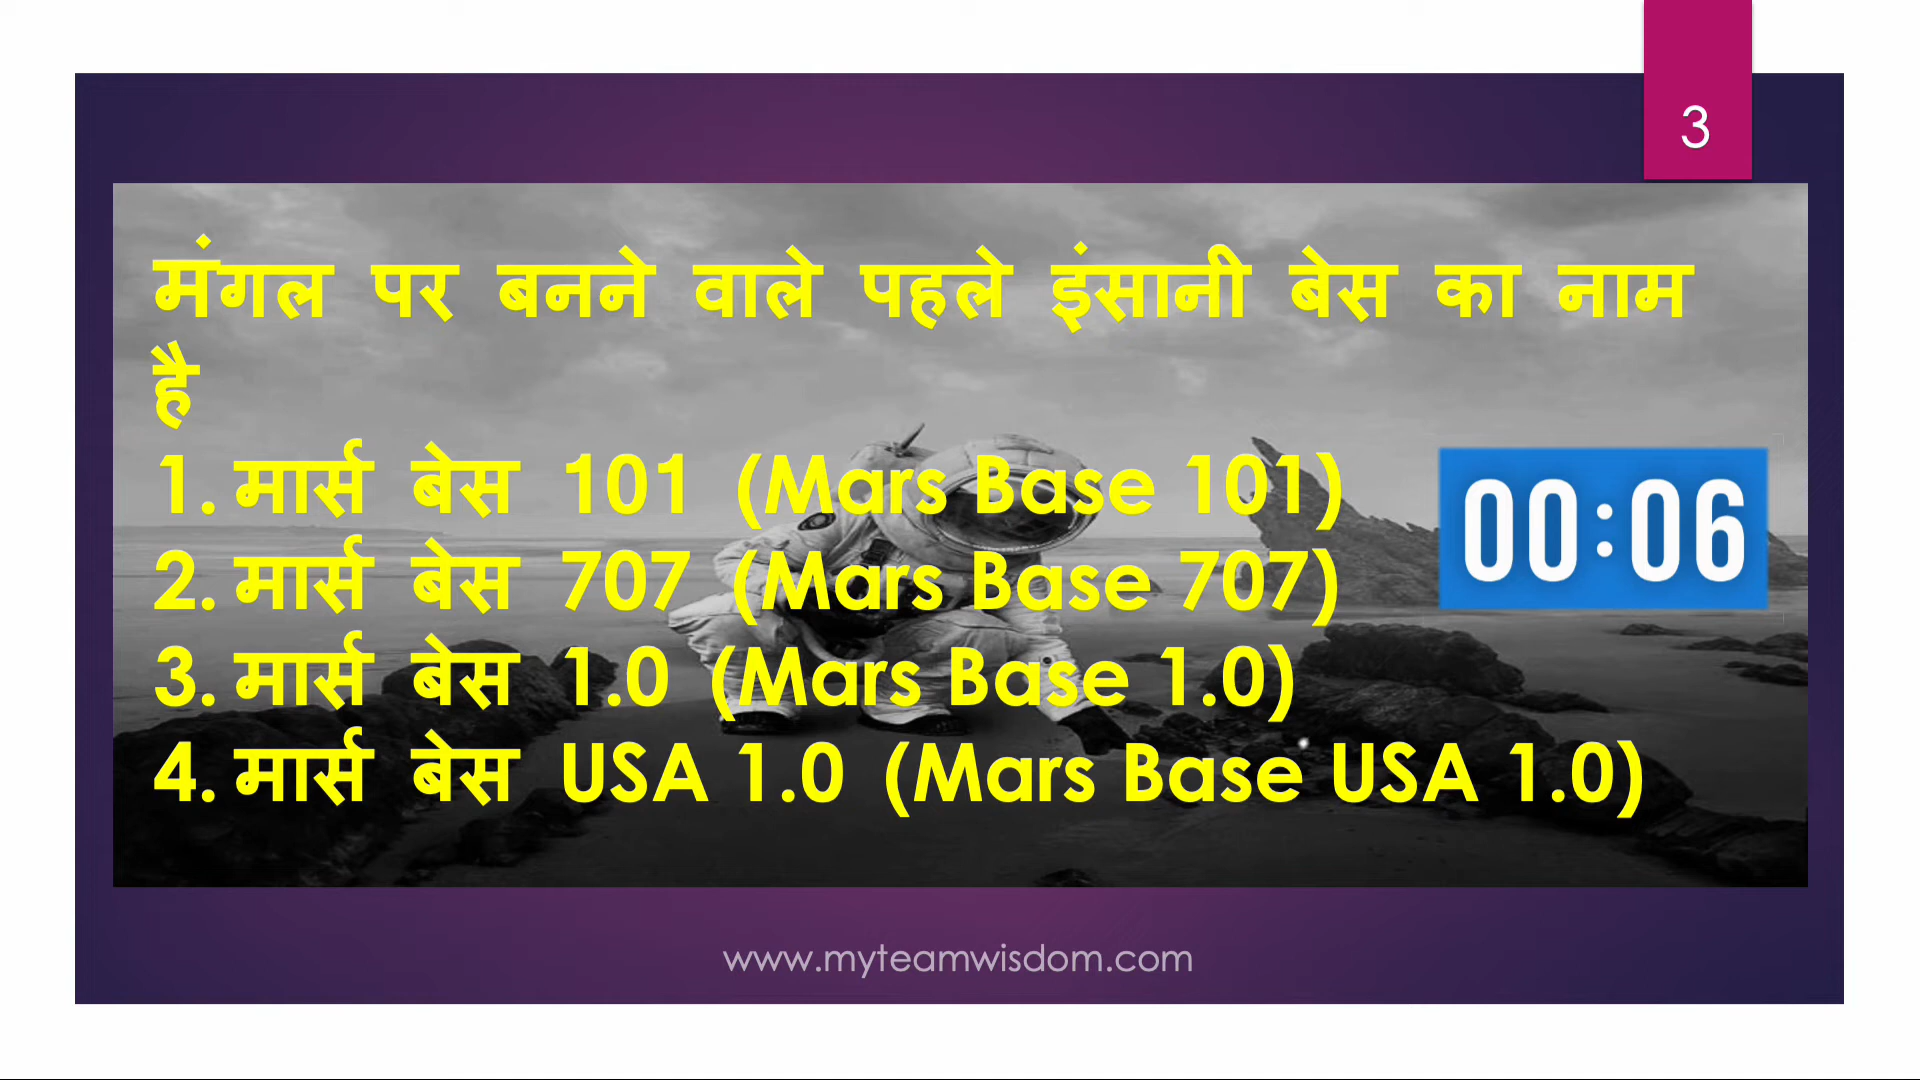 3
मंगल पर बनने वाले पहले इंसानी बेस का नाम
है
1. मार्स बेस 101 (Mars Base 101)
2. मार्स बेस 707 (Mars Base 707)
00:06
3. मार्स बेस 1.0 (Mars Base 1.0)
4. मार्स बेस USA 1.0 (Mars Base USA 1.0)
www.myteamwisdom.com